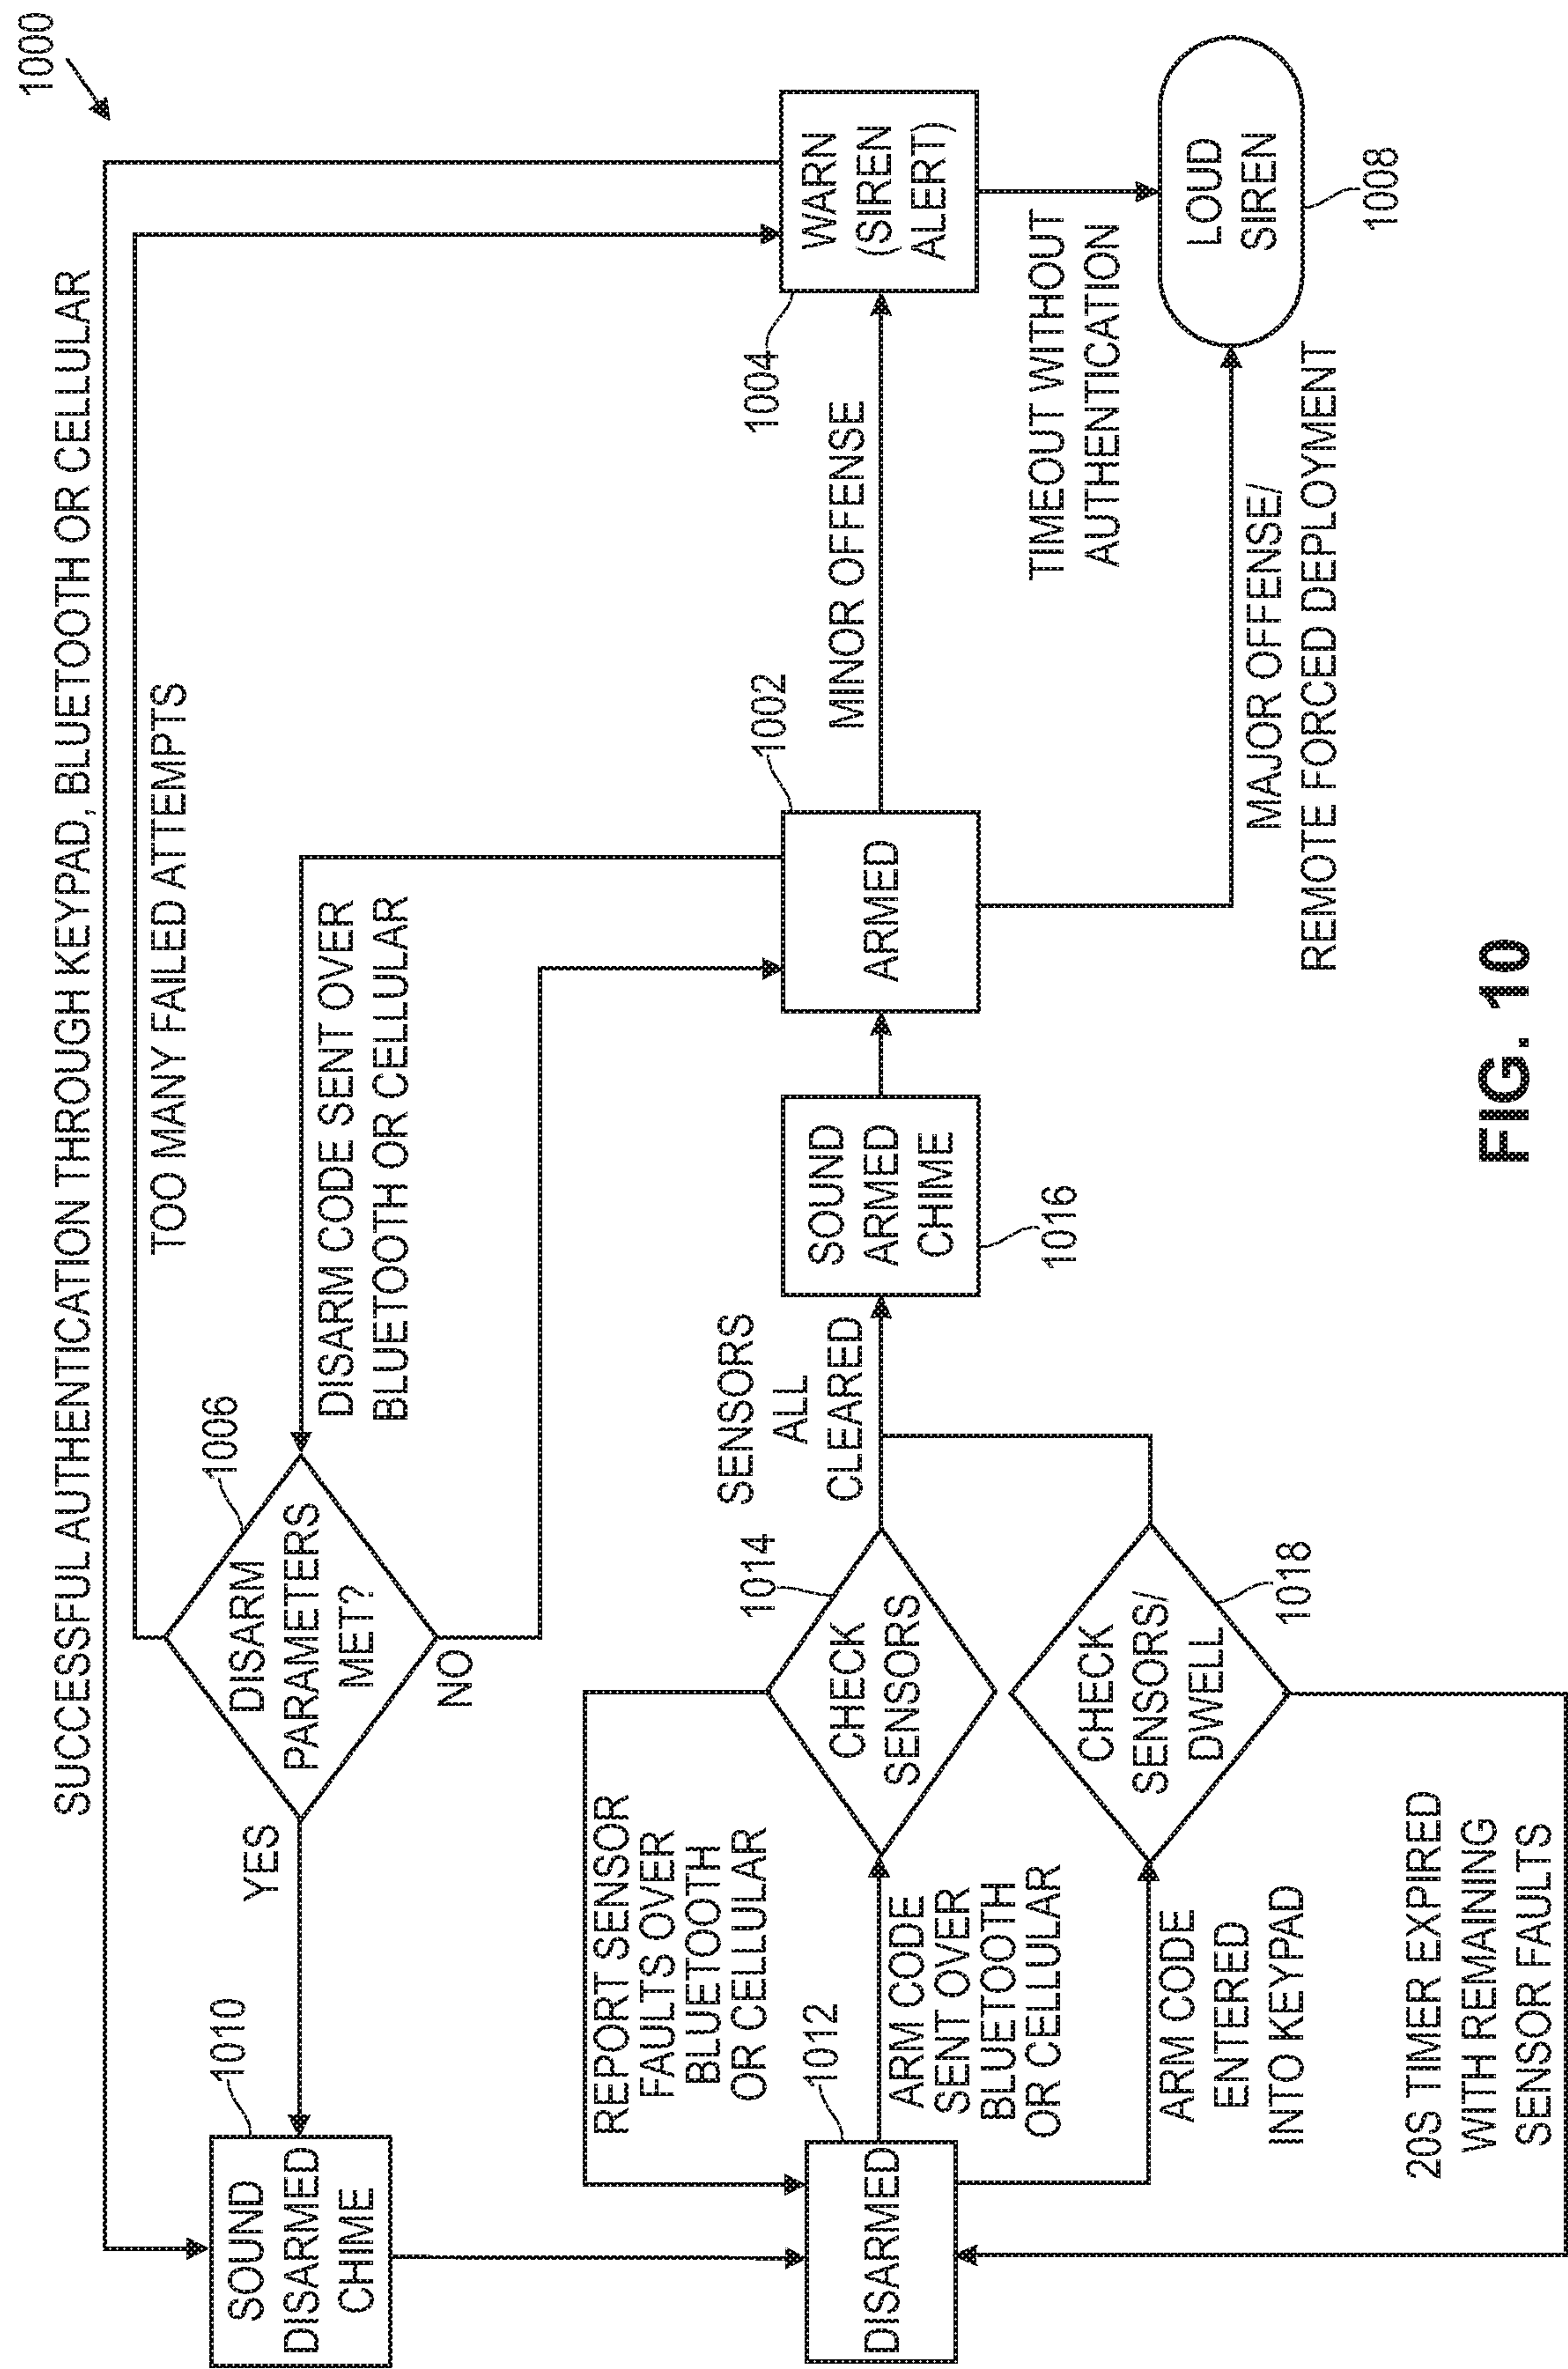 1000
SUCCESSFUL AUTHENTICATION THROUGH KEYPAD, BLUETOOTH OR CELLULAR
TOO MANY FAILED ATTEMPTS
1010
SOUND
DISARMED
CHIME
YES
1006
DISARM
PARAMETERS
MET?
NO
DISARM CODE SENT OVER
BLUETOOTH OR CELLULAR
REPORT SENSOR
FAULTS OVER
BLUETOOTH
OR CELLULAR
1012
DISARMED
ARM CODE
SENT OVER
BLUETOOTH
OR CELLULAR
1014
CHECK
SENSORS
SENSORS
ALL
CLEARED
SOUND
ARMED
CHIME
1016
1002
ARMED
MINOR OFFENSE
1004
WARN
(SIREN
ALERT)
TIMEOUT WITHOUT
AUTHENTICATION
LOUD
SIREN
1008
MAJOR OFFENSE/
REMOTE FORCED DEPLOYMENT
ARM CODE
ENTERED
INTO KEYPAD
CHECK
SENSORS/
DWELL
1018
20S TIMER EXPIRED
WITH REMAINING
SENSOR FAULTS
FIG. 10